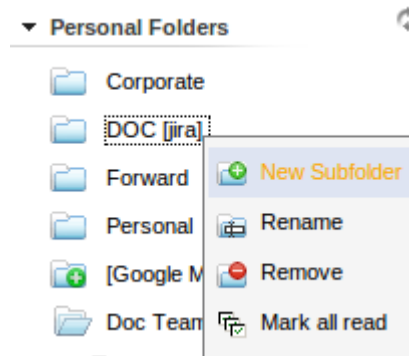 Personal Folders
Corporate
DOC [jira]
Forward
New Subfolder
Personal
Rename
[Google M
Remove
Doc Team
Mark all read